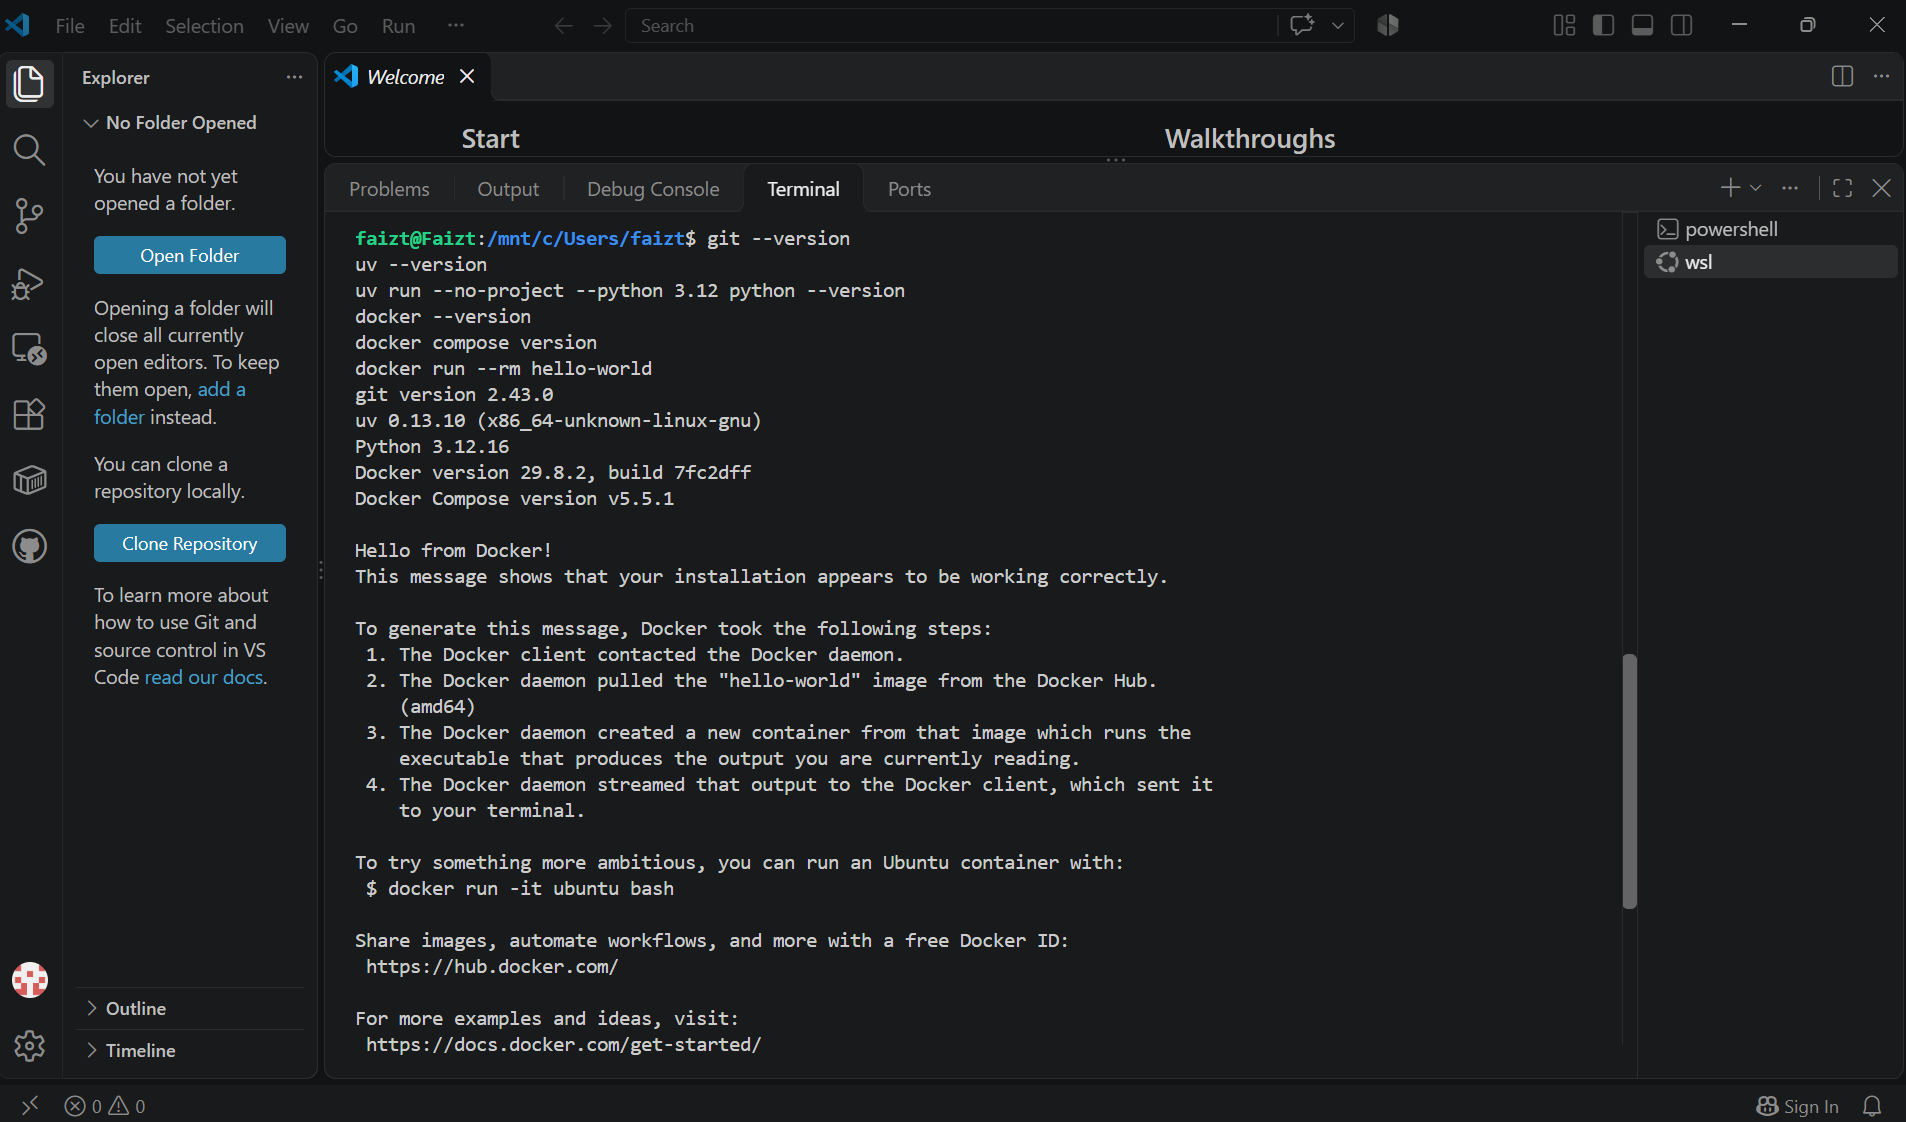 File Edit Selection View Go Run ···
Search
Explorer
No Folder Opened
You have not yet
opened a folder.
Open Folder
Opening a folder will
close all currently
open editors. To keep
them open, add a
folder instead.
You can clone a
repository locally.
Clone Repository
To learn more about
how to use Git and
source control in VS
Code read our docs.
Outline
Timeline
Welcome
Start
Walkthroughs
Problems Output Debug Console Terminal Ports
faizt@Faizt:/mnt/c/Users/faizt$ git --version
uv --version
uv run --no-project --python 3.12 python --version
docker --version
docker compose version
docker run --rm hello-world
git version 2.43.0
uv 0.13.10 (x86_64-unknown-linux-gnu)
Python 3.12.16
Docker version 29.8.2, build 7fc2dff
Docker Compose version v5.5.1
Hello from Docker!
This message shows that your installation appears to be working correctly.
To generate this message, Docker took the following steps:
1. The Docker client contacted the Docker daemon.
2. The Docker daemon pulled the "hello-world" image from the Docker Hub.
(amd64)
3. The Docker daemon created a new container from that image which runs the
executable that produces the output you are currently reading.
4. The Docker daemon streamed that output to the Docker client, which sent it
to your terminal.
To try something more ambitious, you can run an Ubuntu container with:
$ docker run -it ubuntu bash
Share images, automate workflows, and more with a free Docker ID:
https://hub.docker.com/
For more examples and ideas, visit:
https://docs.docker.com/get-started/
powershell
wsl
0 0
Sign In